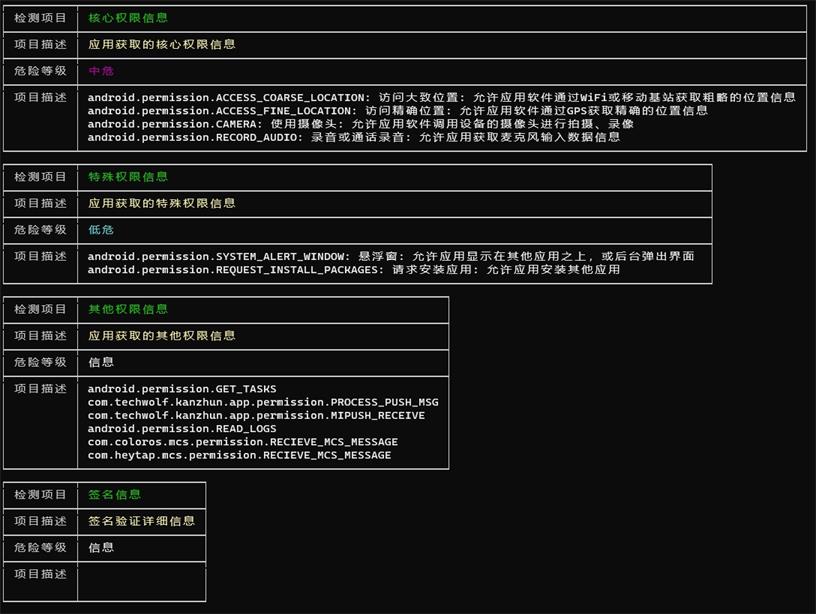 检测项目 核心权限信息
项目描述 应用获取的核心权限信息
危险等级 中危
项目描述 android.permission.ACCESS_COARSE_LOCATION: 访问大致位置: 允许应用软件通过WiFi或移动基站获取粗略的位置信息
android.permission.ACCESS_FINE_LOCATION: 访问精确位置: 允许应用软件通过GPS获取精确的位置信息
android.permission.CAMERA: 使用摄像头: 允许应用软件调用设备的摄像头进行拍摄、录像
android.permission.RECORD_AUDIO: 录音或通话录音: 允许应用获取麦克风输入数据信息
检测项目 特殊权限信息
项目描述 应用获取的特殊权限信息
危险等级 低危
项目描述 android.permission.SYSTEM_ALERT_WINDOW: 悬浮窗: 允许应用显示在其他应用之上, 或后台弹出界面
android.permission.REQUEST_INSTALL_PACKAGES: 请求安装应用: 允许应用安装其他应用
检测项目 其他权限信息
项目描述 应用获取的其他权限信息
危险等级 信息
项目描述 android.permission.GET_TASKS
com.techwolf.kanzhun.app.permission.PROCESS_PUSH_MSG
com.techwolf.kanzhun.app.permission.MIPUSH_RECEIVE
android.permission.READ_LOGS
com.coloros.mcs.permission.RECIEVE_MCS_MESSAGE
com.heytap.mcs.permission.RECIEVE_MCS_MESSAGE
检测项目 签名信息
项目描述 签名验证详细信息
危险等级 信息
项目描述